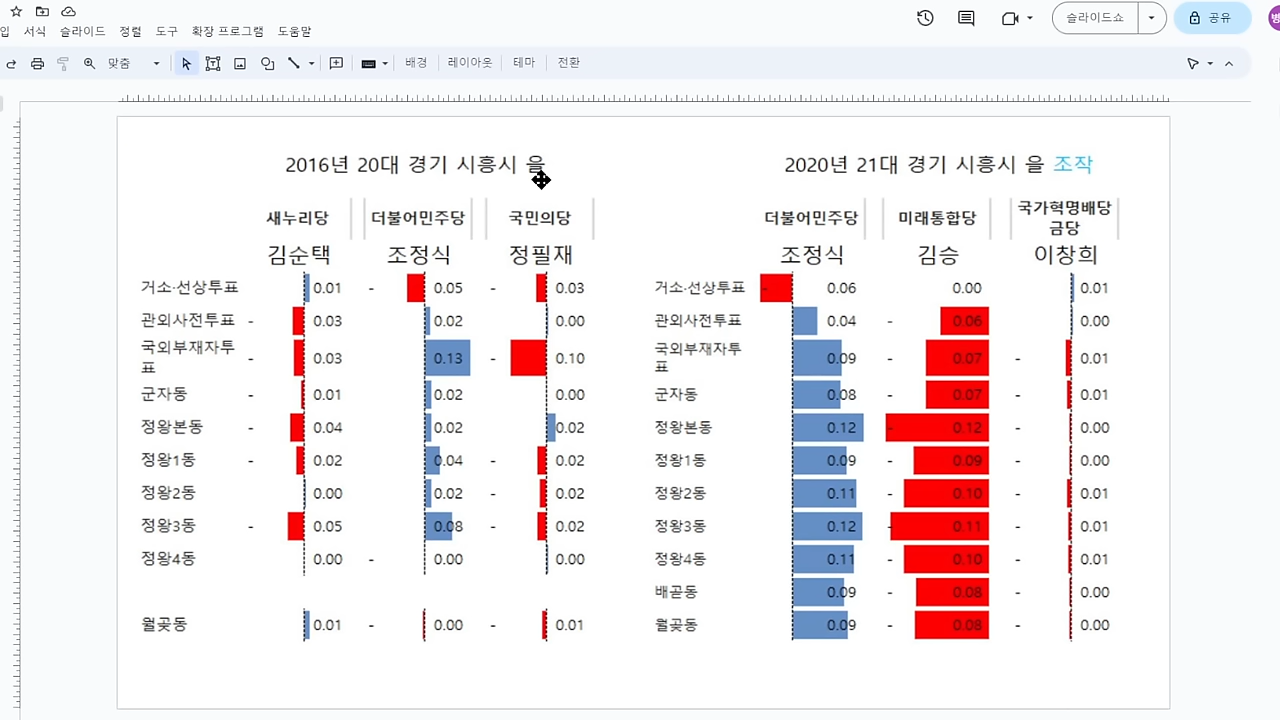 입 서식 슬라이드 정렬 도구 확장 프로그램 도움말
슬라이드쇼
공유
맞춤
배경 레이아웃 테마 전환
2016년 20대 경기 시흥시 을
새누리당 더불어민주당 국민의당
김순택 조정식 정필재
거소·선상투표 0.01 - 0.05 - 0.03
관외사전투표 - 0.03 0.02 0.00
국외부재자투
표 - 0.03 0.13 - 0.10
군자동 - 0.01 0.02 0.00
정왕본동 - 0.04 0.02 0.02
정왕1동 - 0.02 0.04 - 0.02
정왕2동 0.00 0.02 - 0.02
정왕3동 - 0.05 0.08 - 0.02
정왕4동 0.00 - 0.00 0.00
월곶동 0.01 - 0.00 - 0.01
2020년 21대 경기 시흥시 을 조작
더불어민주당 미래통합당 국가혁명배당
금당
조정식 김승 이창희
거소·선상투표 - 0.06 0.00 0.01
관외사전투표 0.04 - 0.06 0.00
국외부재자투
표 0.09 - 0.07 - 0.01
군자동 0.08 - 0.07 - 0.01
정왕본동 0.12 - 0.12 - 0.00
정왕1동 0.09 - 0.09 - 0.00
정왕2동 0.11 - 0.10 - 0.01
정왕3동 0.12 - 0.11 - 0.01
정왕4동 0.11 - 0.10 - 0.01
배곧동 0.09 - 0.08 - 0.00
월곶동 0.09 - 0.08 - 0.00